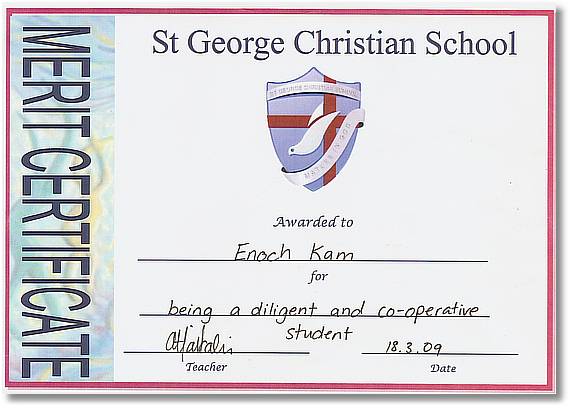 MERIT CERTIFICATE
St George Christian School
ST GEORGE CHRISTIAN SCHOOL
Awarded to
Enoch Kam
for
being a diligent and co-operative
student
18.3.09
Teacher
Date